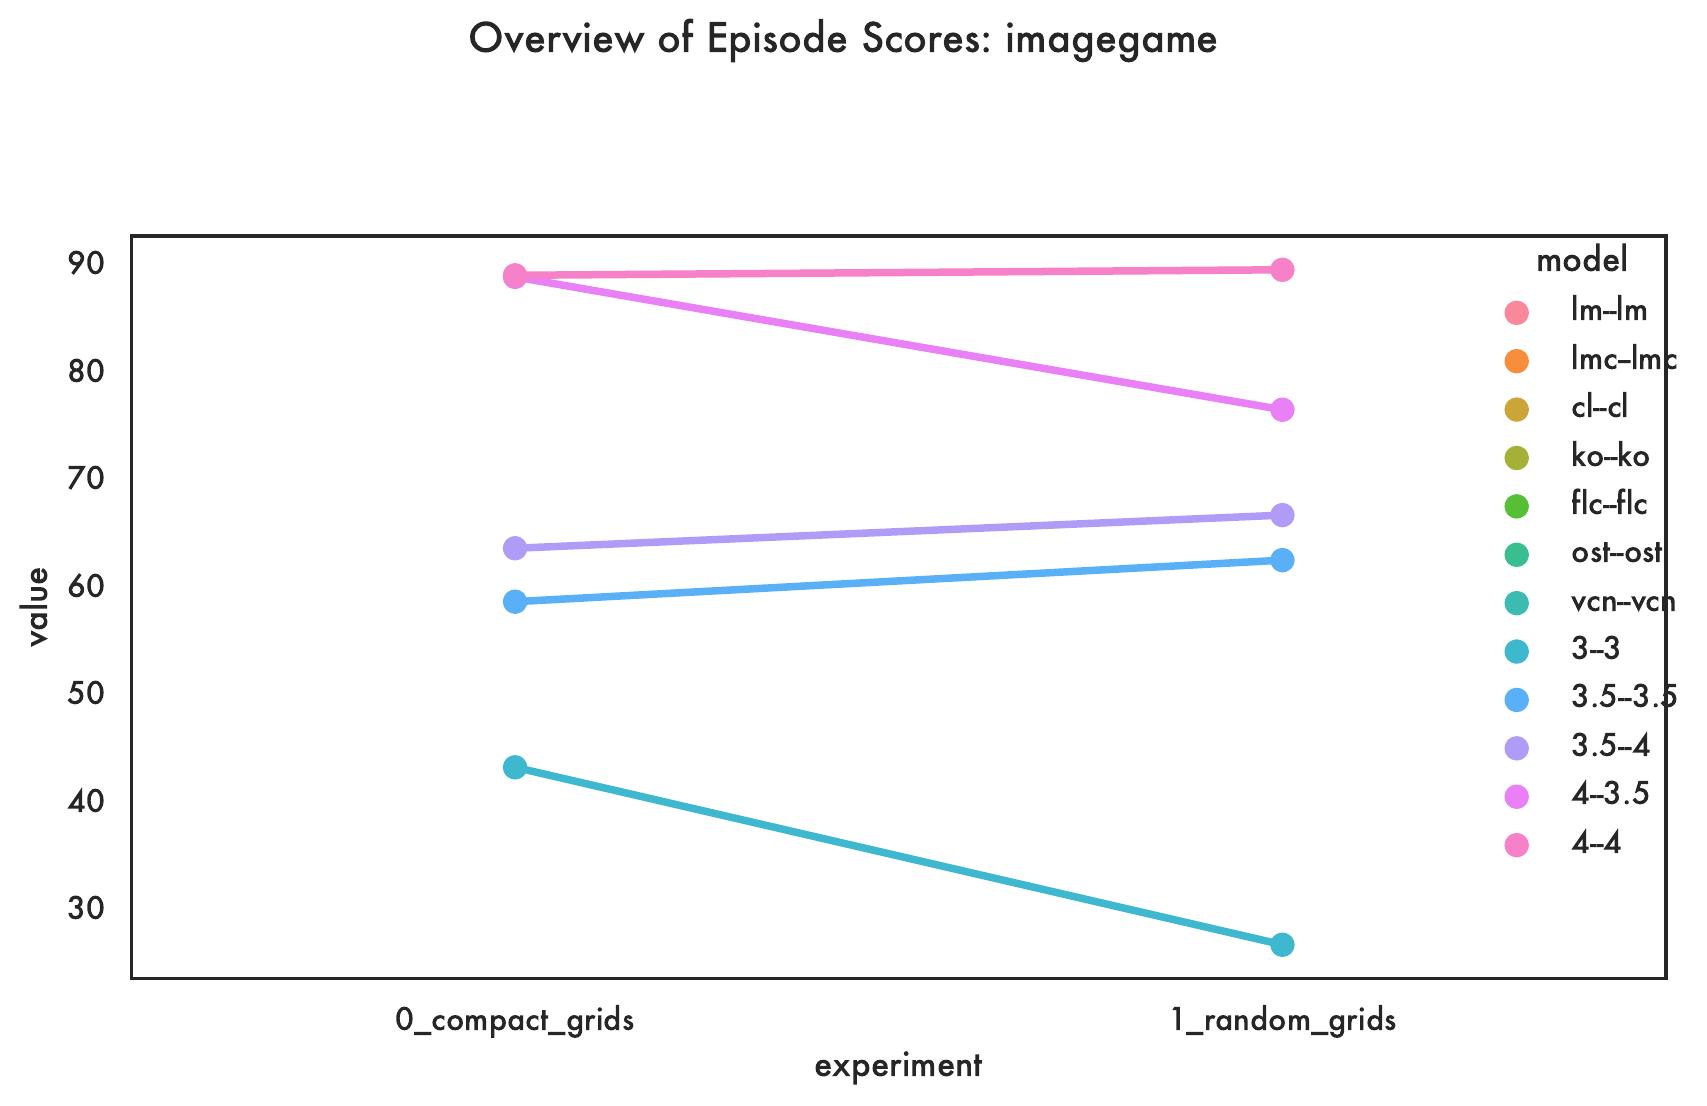 Overview of Episode Scores: imagegame
90
80
70
60
50
40
30
value
0_compact_grids
1_random_grids
experiment
model
lm--lm
lmc--lmc
cl--cl
ko--ko
flc--flc
ost--ost
vcn--vcn
3--3
3.5--3.5
3.5--4
4--3.5
4--4